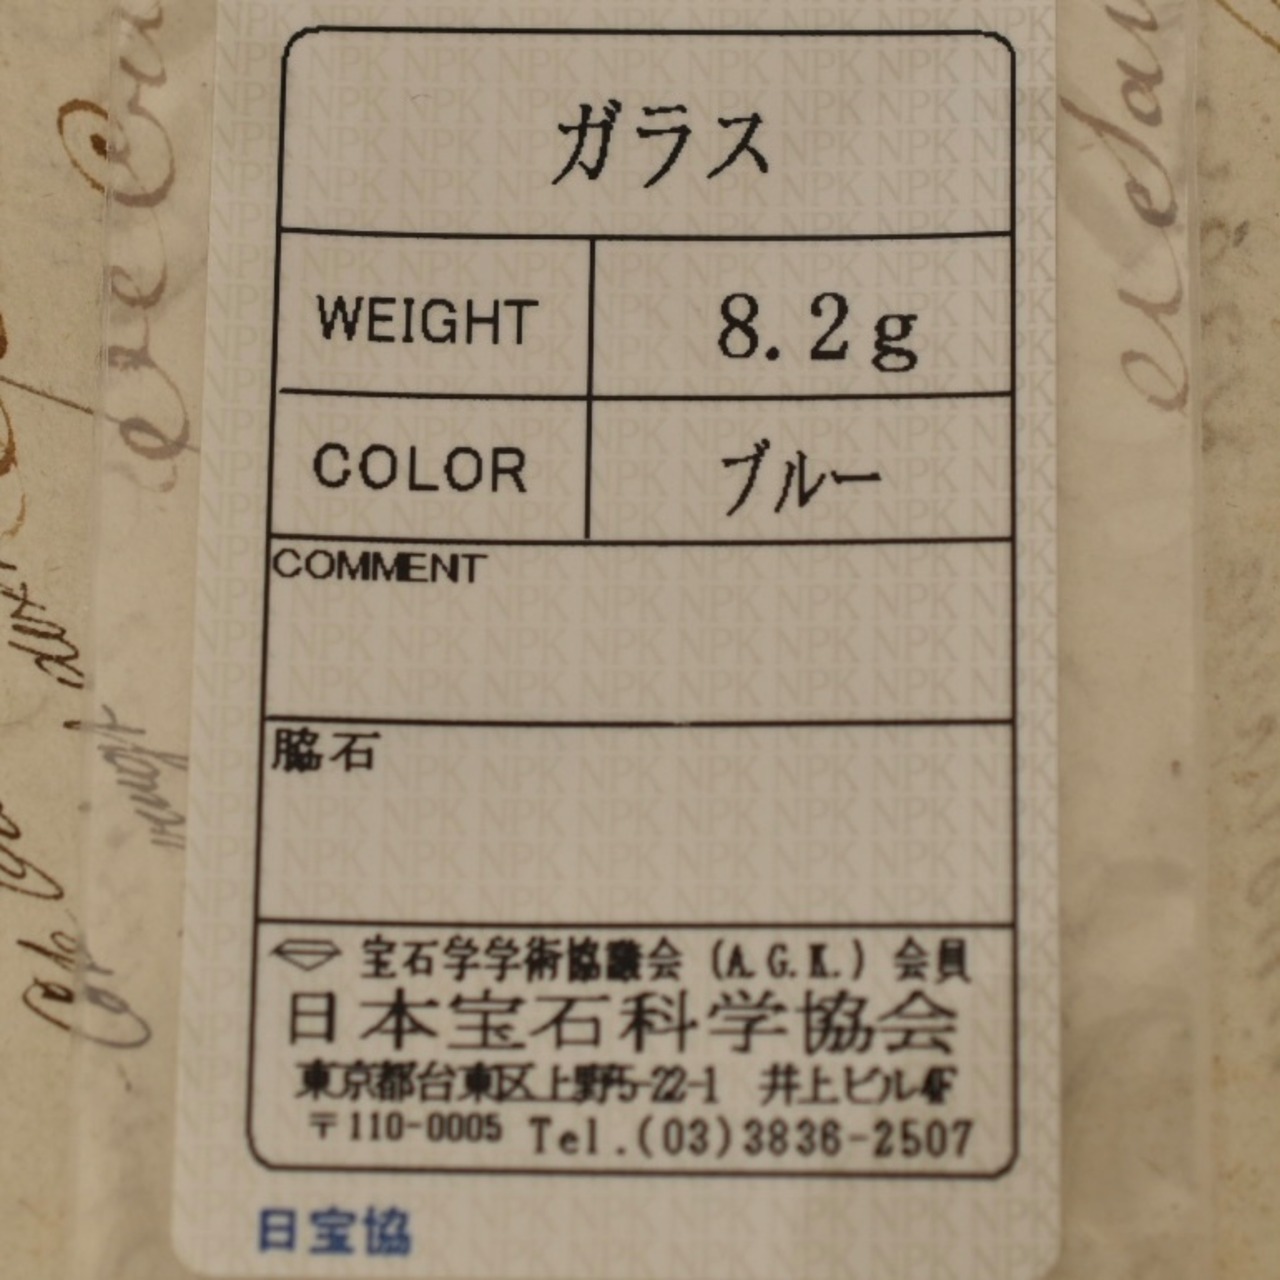 ガラス
WEIGHT 8.2g
COLOR ブルー
COMMENT
脇石
宝石学学術協議会 (A.G.K.) 会員
日本宝石科学協会
東京都台東区上野5-22-1 井上ビル4F
〒110-0005 Tel.(03)3836-2507
日宝協